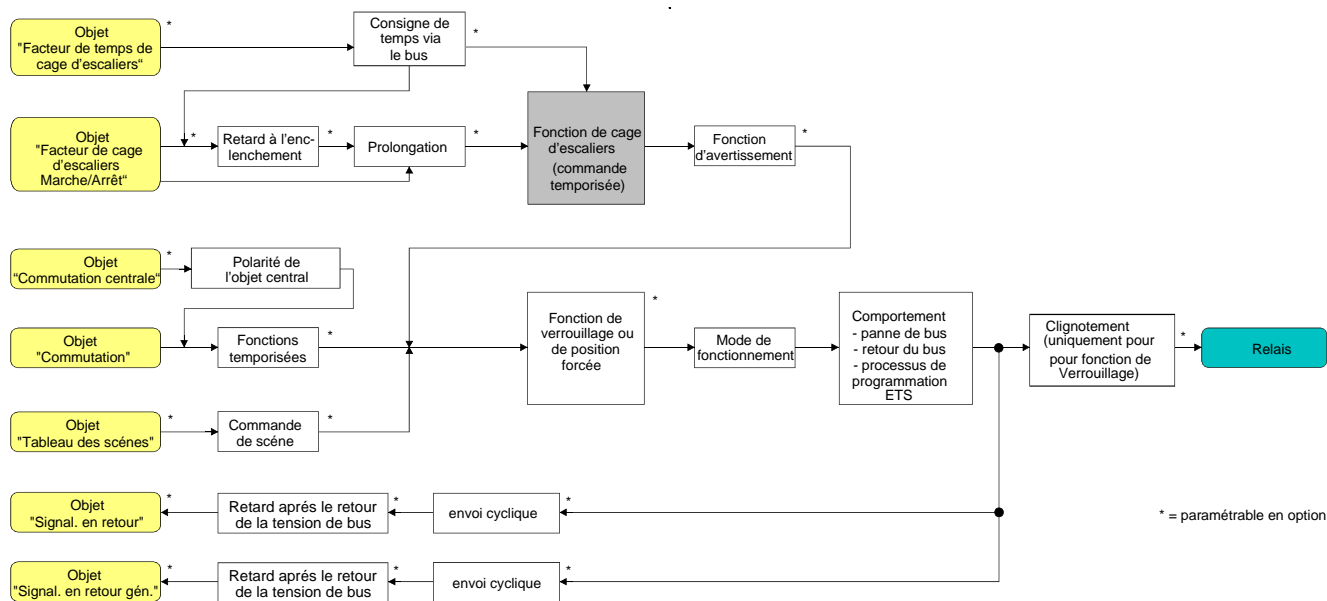 Objet
"Facteur de temps de
cage d'escaliers“
*
Consigne de
temps via
le bus
*
Objet
"Facteur de cage
d'escaliers
Marche/Arrêt“
*
Retard à l'enc-
lenchement
*
Prolongation
*
Fonction de cage
d'escaliers
(commande
temporisée)
Fonction
d'avertissement
*
Objet
“Commutation centrale“
*
Polarité de
l'objet central
Objet
"Commutation"
*
Fonctions
temporisées
*
Fonction de
verrouillage ou
de position
forcée
*
Mode de
fonctionnement
Comportement
- panne de bus
- retour du bus
- processus de
programmation
ETS
Clignotement
(uniquement pour
pour fonction de
Verrouillage)
*
Relais
Objet
"Tableau des scénes"
*
Commande
de scéne
*
Objet
"Signal. en retour"
*
Retard aprés le retour
de la tension de bus
*
envoi cyclique
*
* = paramétrable en option
Objet
"Signal. en retour gén."
*
Retard aprés le retour
de la tension de bus
*
envoi cyclique
*